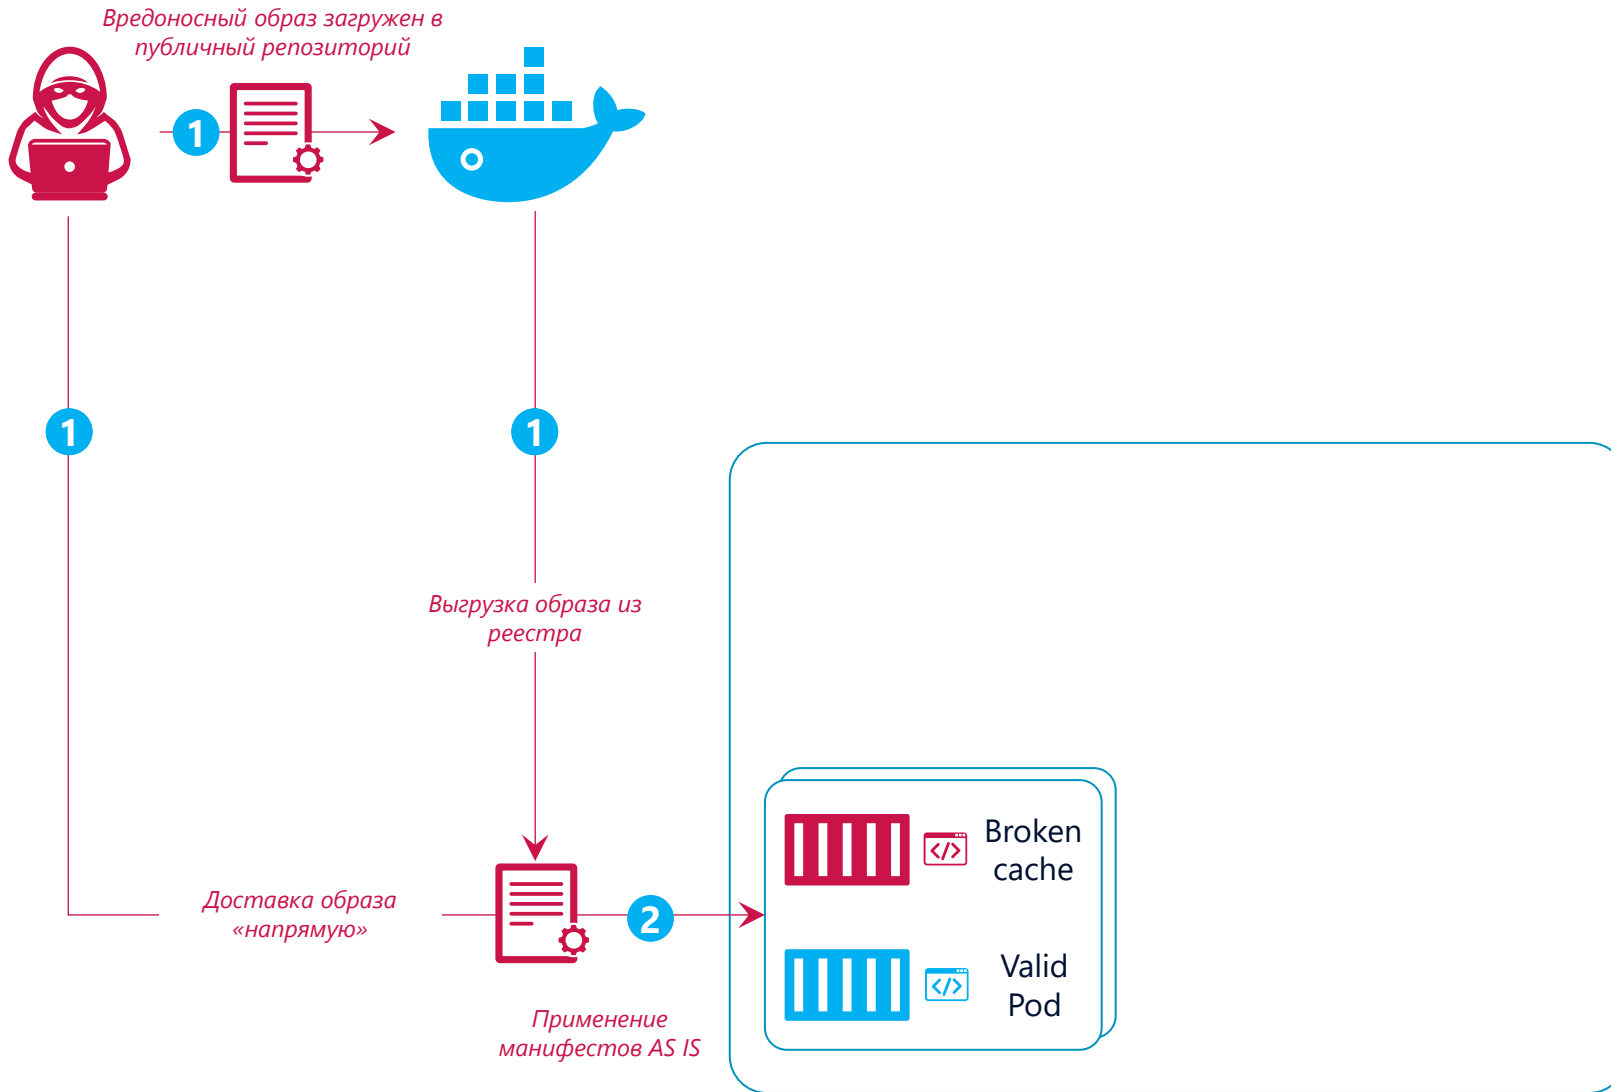 Вредоносный образ загружен в
публичный репозиторий
1
1
1
Выгрузка образа из
реестра
Broken
cache
Доставка образа
«напрямую»
2
Valid
Pod
Применение
манифестов AS IS